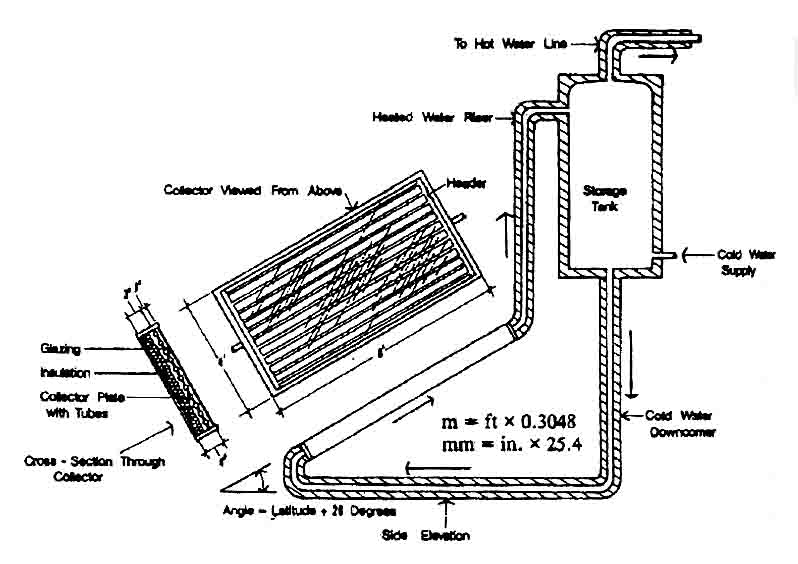 To Hot Water Line
Heated Water Riser
Collector Viewed From Above
Header
Storage
Tank
Cold Water
Supply
Glazing
Insulation
Collector Plate
with Tubes
Cross - Section Through
Collector
8'
m = ft × 0.3048
mm = in. × 25.4
Cold Water
Downcomer
Angle = Latitude + 20 Degrees
Side Elevation